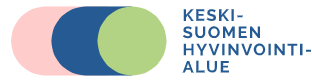 KESKI-
SUOMEN
HYVINVOINTI-
ALUE